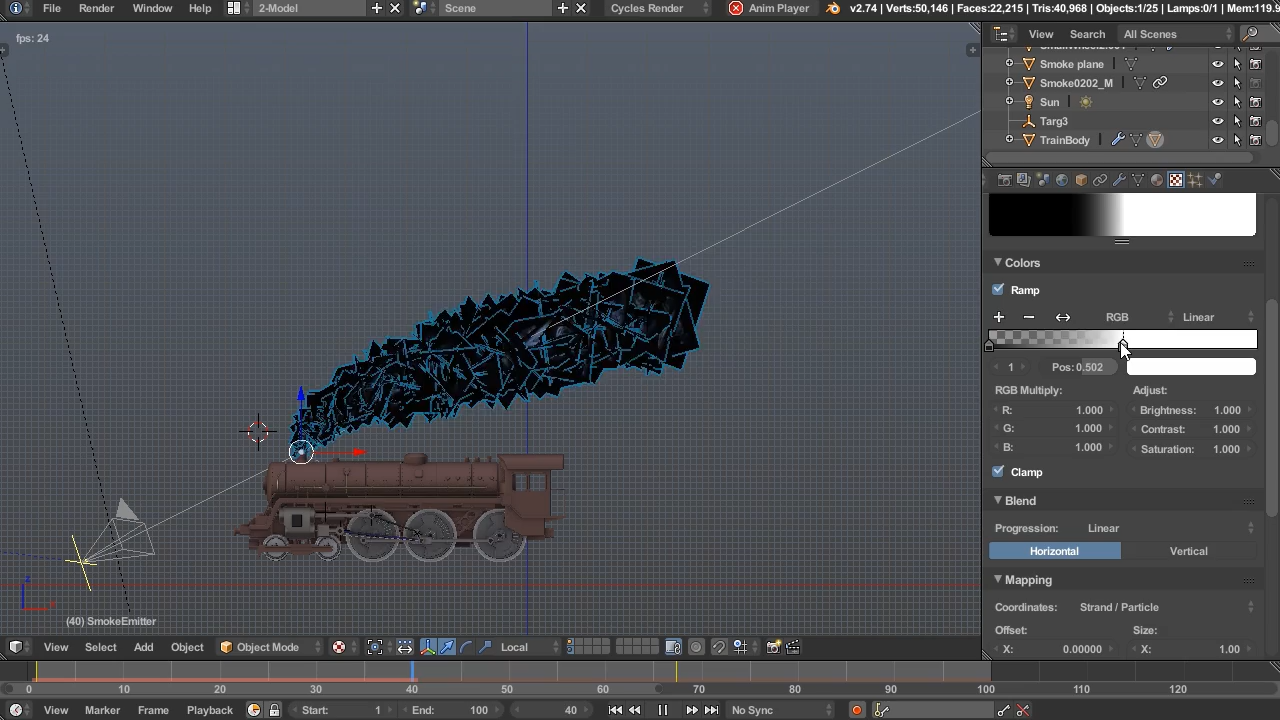 File Render Window Help 2-Model Scene Cycles Render Anim Player v2.74 | Verts:50,146 | Faces:22,215 | Tris:40,968 | Objects:1/25 | Lamps:0/1 | Mem:119.9
fps: 24
View Search All Scenes
Smoke plane
Smoke0202_M
Sun
Targ3
TrainBody
Colors
Ramp
RGB Linear
1 Pos: 0.502
RGB Multiply: Adjust:
R: 1.000 Brightness: 1.000
G: 1.000 Contrast: 1.000
B: 1.000 Saturation: 1.000
Clamp
Blend
Progression: Linear
Horizontal Vertical
Mapping
Coordinates: Strand / Particle
Offset: Size:
X: 0.00000 X: 1.00
z
x
(40) SmokeEmitter
View Select Add Object Object Mode Local
0 10 20 30 40 50 60 70 80 90 100 110 120
View Marker Frame Playback Start: 1 End: 100 40 No Sync